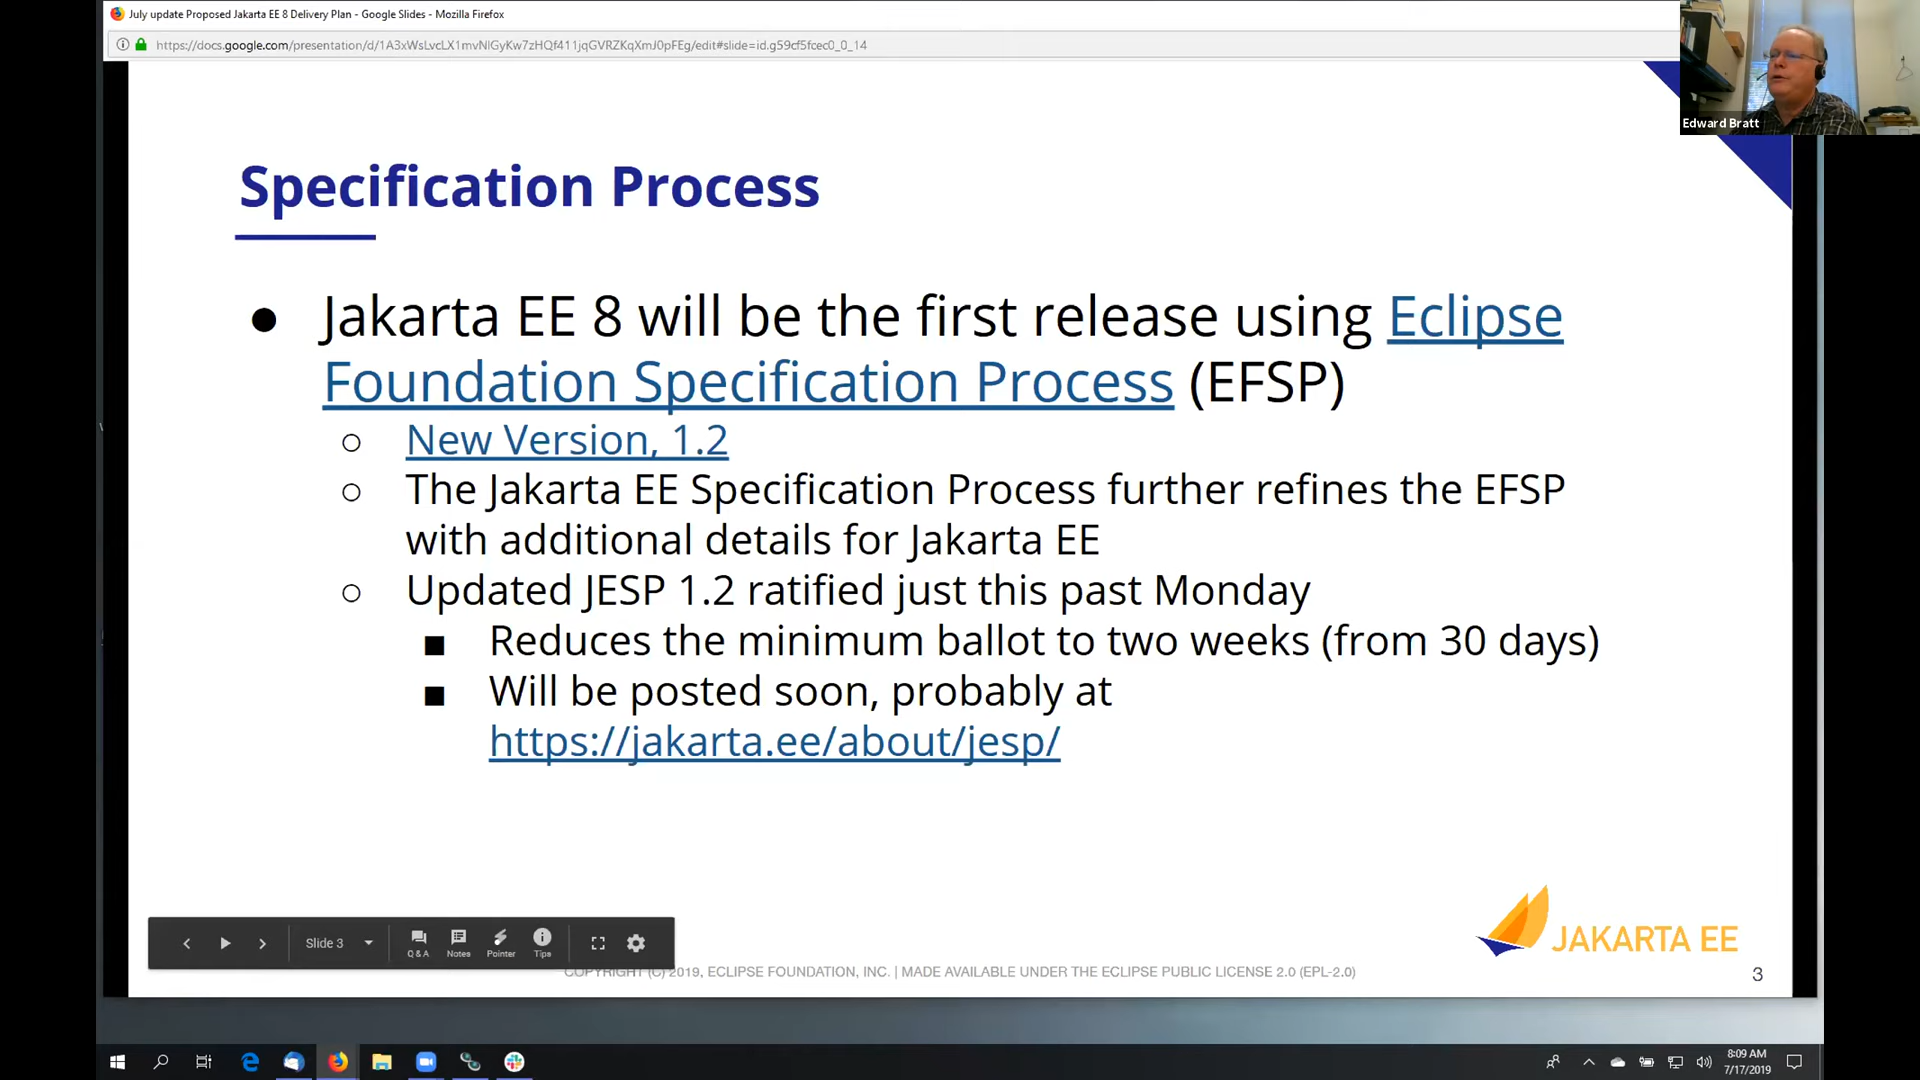 July update Proposed Jakarta EE 8 Delivery Plan - Google Slides - Mozilla Firefox
https://docs.google.com/presentation/d/1A3xWsLvcLX1mvNlGyKw7zHQf411jqGVRZKqXmJ0pFEg/edit#slide=id.g59cf5fcec0_0_14
Edward Bratt
Specification Process
● Jakarta EE 8 will be the first release using Eclipse
Foundation Specification Process (EFSP)
○ New Version, 1.2
○ The Jakarta EE Specification Process further refines the EFSP
with additional details for Jakarta EE
○ Updated JESP 1.2 ratified just this past Monday
■ Reduces the minimum ballot to two weeks (from 30 days)
■ Will be posted soon, probably at
https://jakarta.ee/about/jesp/
JAKARTA EE
Slide 3
Q & A
Notes
Pointer
Tips
COPYRIGHT (C) 2019, ECLIPSE FOUNDATION, INC. | MADE AVAILABLE UNDER THE ECLIPSE PUBLIC LICENSE 2.0 (EPL-2.0)
3
8:09 AM
7/17/2019